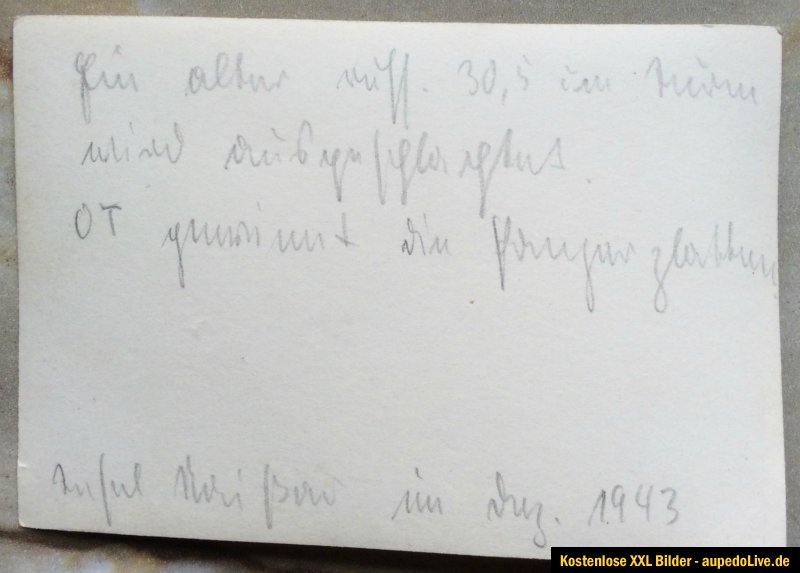 Ein alter russ. 30,5 cm Turm
wird ausgeschlachtet.
OT gewinnt die Panzerplatten
Insel Naissar im Dez. 1943
Kostenlose XXL Bilder - aupedoLive.de